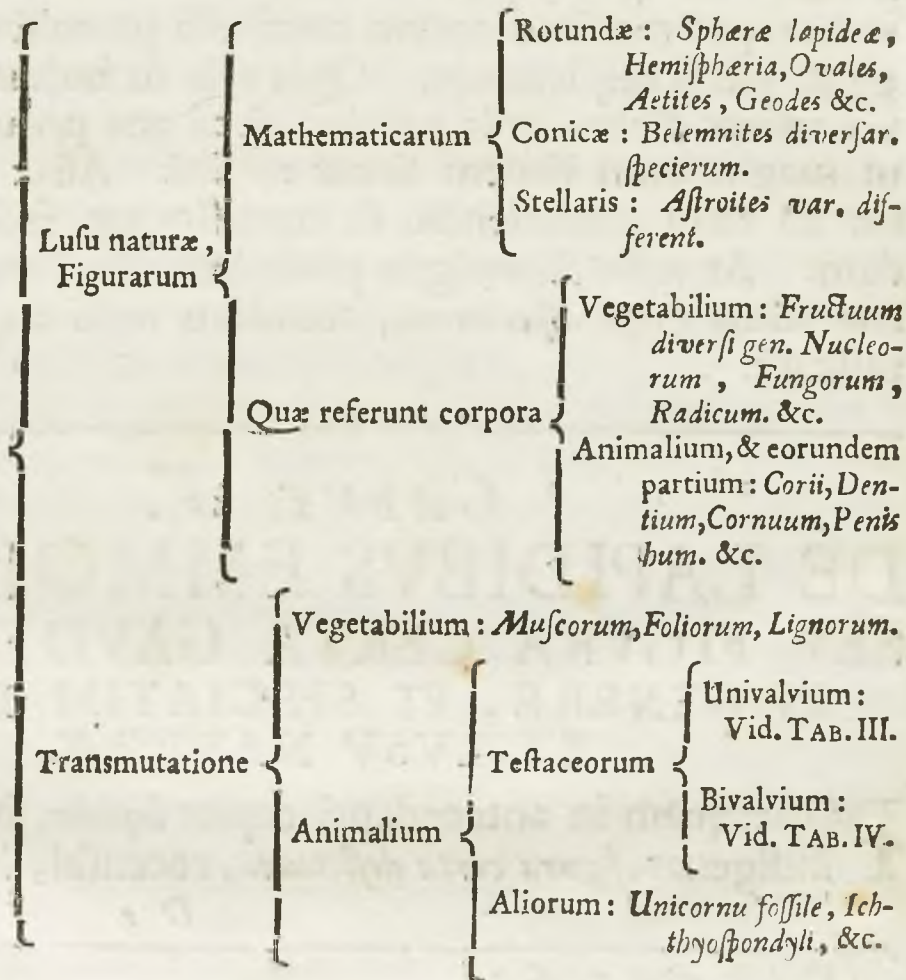 Rotundæ : Sphæræ lapideæ,
Hemiſphæria, Ovales,
Aetites, Geodes &c.
Mathematicarum
Conicæ : Belemnites diverſar.
ſpecierum.
Stellaris : Aſtroites var. dif-
ferent.
Luſu naturæ,
Figurarum
Vegetabilium : Fructuum
diverſi gen. Nucleo-
rum, Fungorum,
Radicum. &c.
Quæ referunt corpora
Animalium, & eorundem
partium : Corii, Den-
tium, Cornuum, Penis
hum. &c.
Vegetabilium : Muſcorum, Foliorum, Lignorum.
Univalvium :
Vid. TAB. III.
Transmutatione
Teſtaceorum
Bivalvium :
Vid. TAB. IV.
Animalium
Aliorum : Unicornu foſſile, Ich-
thyoſpondyli, &c.